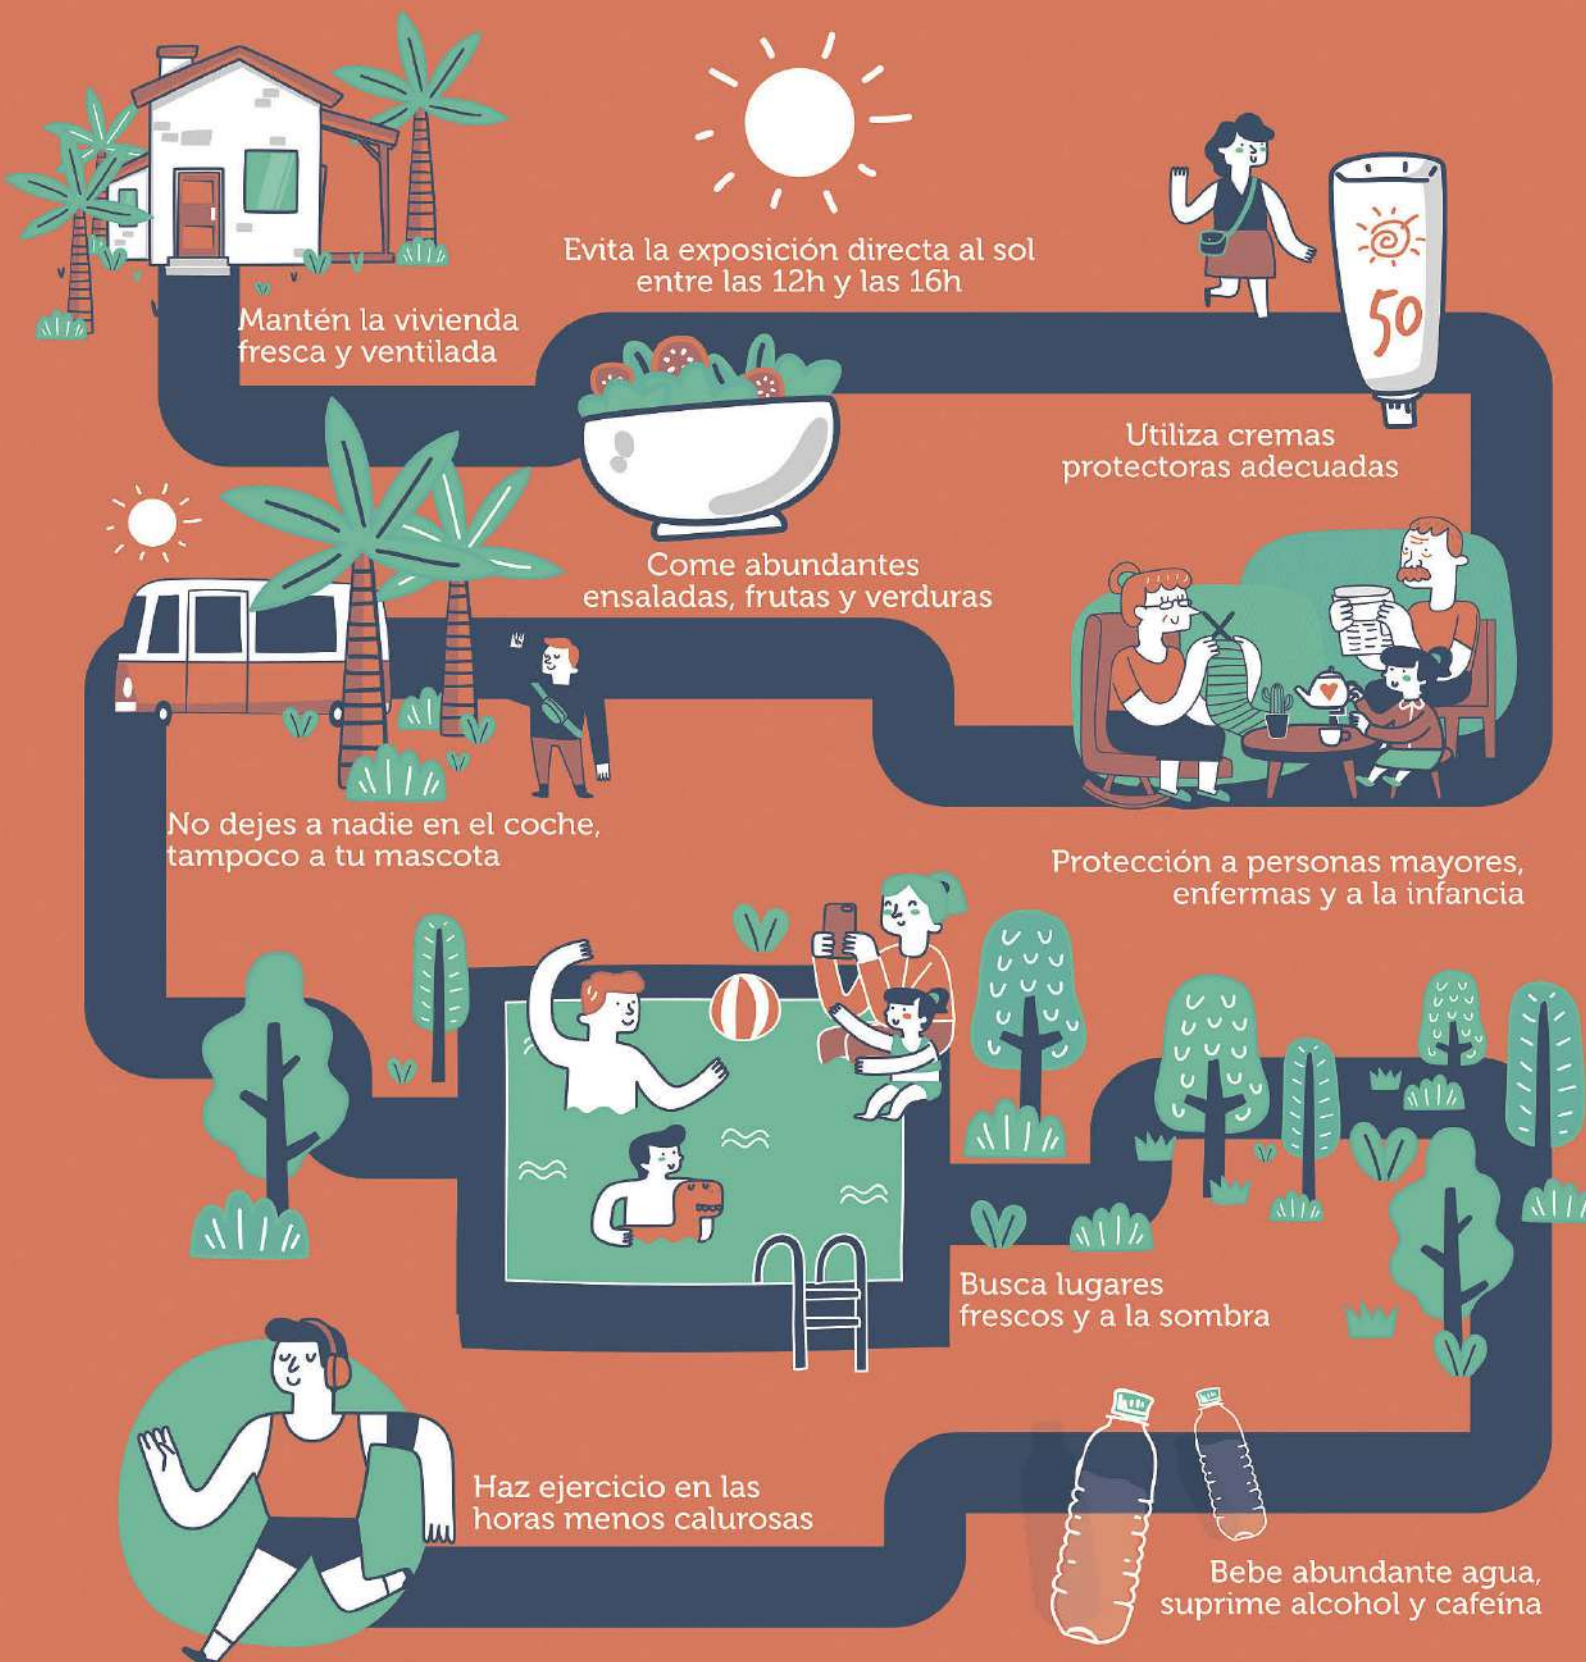 Evita la exposición directa al sol
entre las 12h y las 16h
Mantén la vivienda
fresca y ventilada
50
Utiliza cremas
protectoras adecuadas
Come abundantes
ensaladas, frutas y verduras
No dejes a nadie en el coche,
tampoco a tu mascota
Protección a personas mayores,
enfermas y a la infancia
Busca lugares
frescos y a la sombra
Haz ejercicio en las
horas menos calurosas
Bebe abundante agua,
suprime alcohol y cafeína